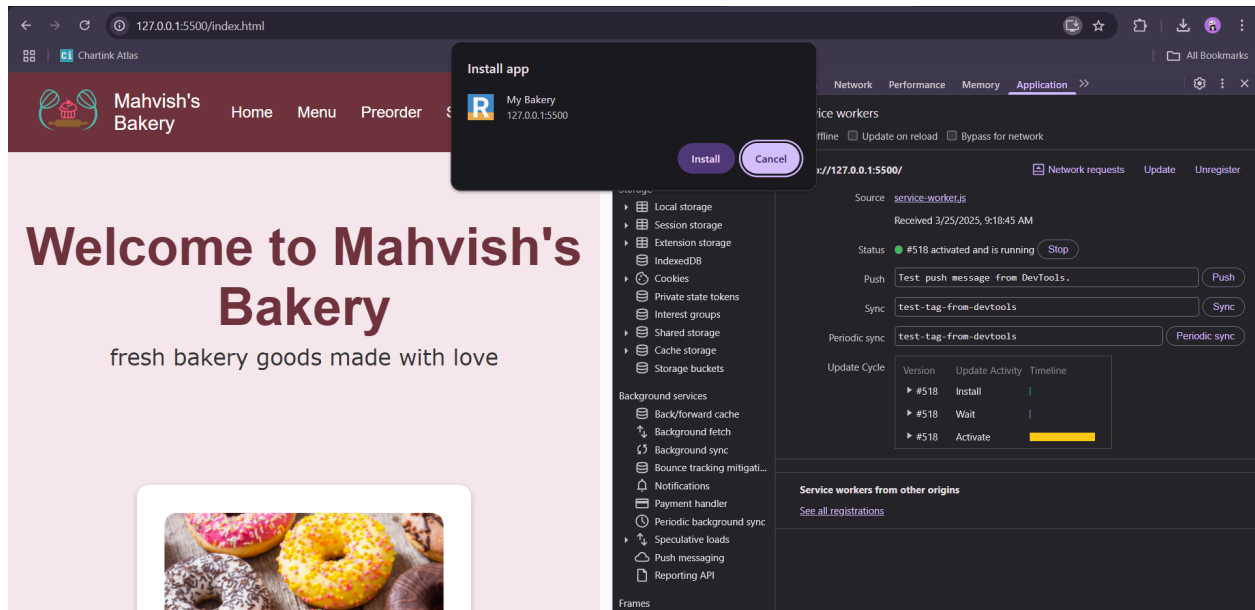 127.0.0.1:5500/index.html
Ci Chartink Atlas
All Bookmarks
Mahvish's
Bakery
Home Menu Preorder
Install app
R My Bakery
127.0.0.1:5500
Install Cancel
Network Performance Memory Application
Update on reload Bypass for network
Network requests Update Unregister
Source service-worker.js
Received 3/25/2025, 9:18:45 AM
Status #518 activated and is running Stop
Push Test push message from DevTools. Push
Sync test-tag-from-devtools Sync
Periodic sync test-tag-from-devtools Periodic sync
Update Cycle Version Update Activity Timeline
#518 Install
#518 Wait
#518 Activate
Service workers from other origins
See all registrations
Storage
Local storage
Session storage
Extension storage
IndexedDB
Cookies
Private state tokens
Interest groups
Shared storage
Cache storage
Storage buckets
Background services
Back/forward cache
Background fetch
Background sync
Bounce tracking mitigati...
Notifications
Payment handler
Periodic background sync
Speculative loads
Push messaging
Reporting API
Frames
Welcome to Mahvish's
Bakery
fresh bakery goods made with love